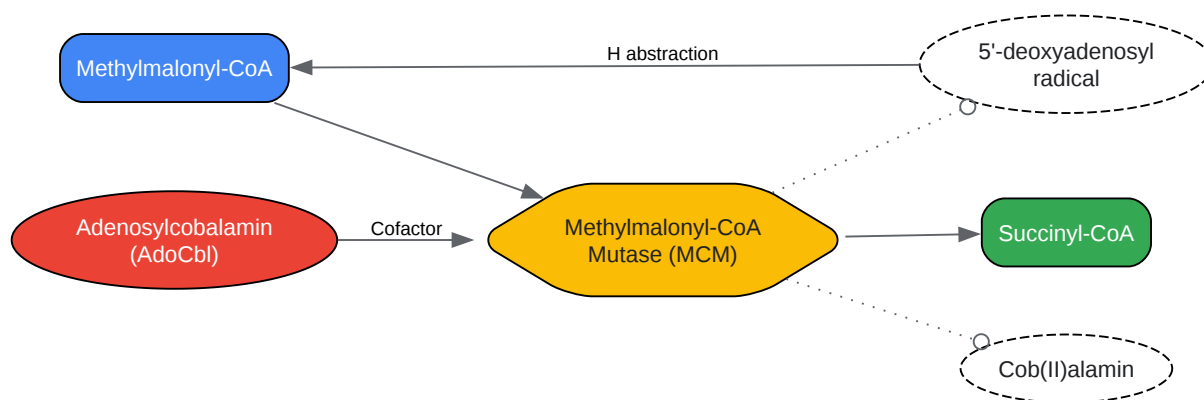 Methylmalonyl-CoA
H abstraction
5'-deoxyadenosyl
radical
Adenosylcobalamin
(AdoCbl)
Cofactor
Methylmalonyl-CoA
Mutase (MCM)
Succinyl-CoA
Cob(II)alamin